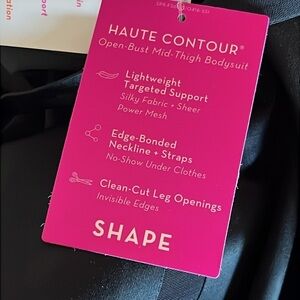 HAUTE CONTOUR®
Open-Bust Mid-Thigh Bodysuit
Lightweight
Targeted Support
Silky Fabric + Sheer
Power Mesh
Edge-Bonded
Neckline + Straps
No-Show Under Clothes
Clean-Cut Leg Openings
Invisible Edges
SHAPE